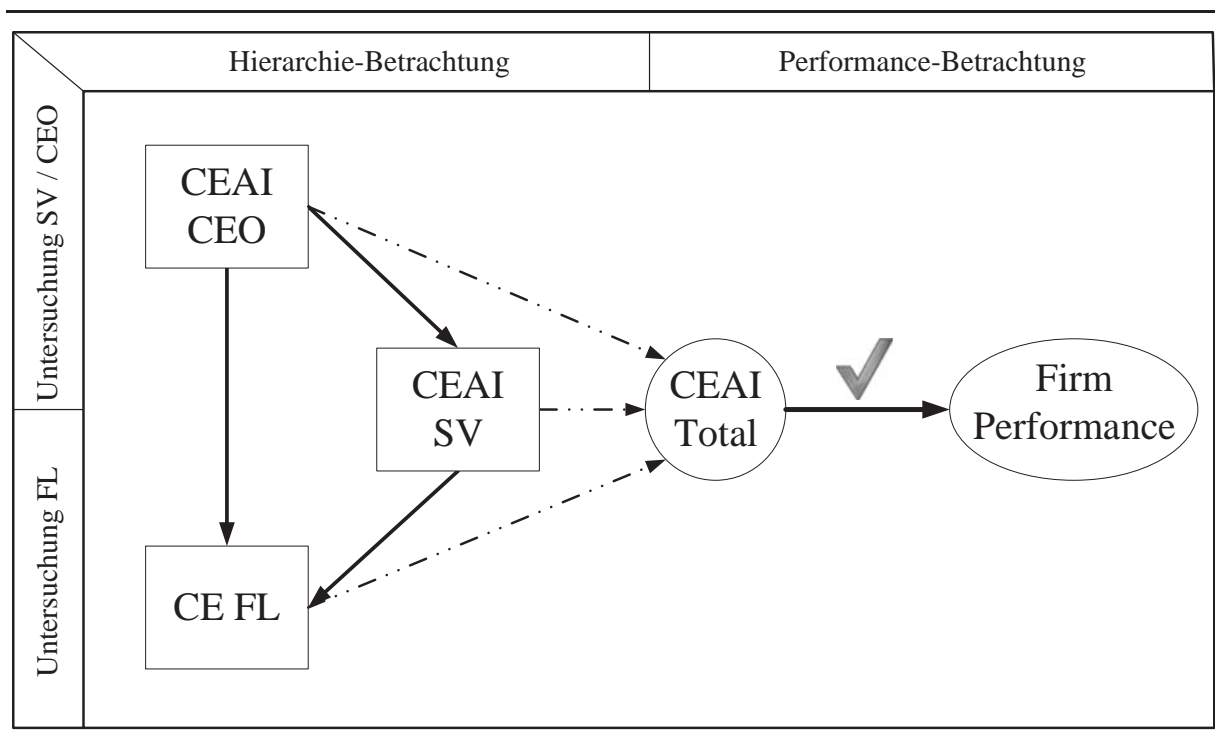 Hierarchie-Betrachtung
Performance-Betrachtung
Untersuchung SV / CEO
Untersuchung FL
CEAI
CEO
CEAI
SV
CE FL
CEAI
Total
Firm
Performance